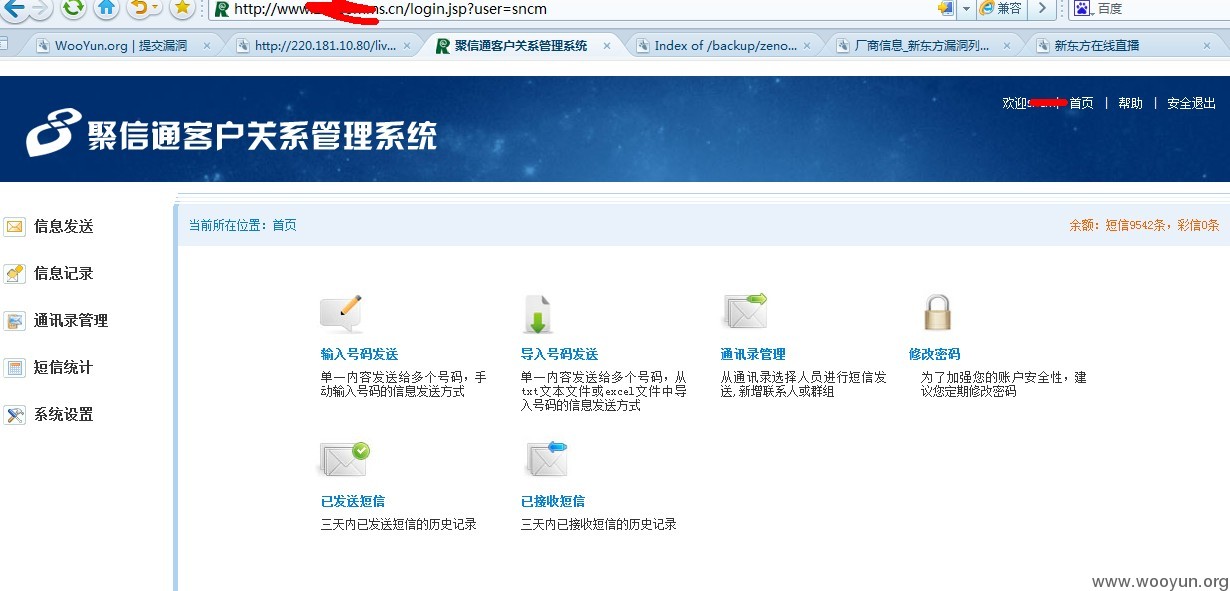 http://www.
ns.cn/login.jsp?user=sncm
兼容
百度
WooYun.org | 提交漏洞
http://220.181.10.80/liv...
聚信通客户关系管理系统
Index of /backup/zeno...
厂商信息_新东方漏洞列...
新东方在线直播
欢迎
首页 | 帮助 | 安全退出
聚信通客户关系管理系统
信息发送
信息记录
通讯录管理
短信统计
系统设置
当前所在位置：首页
余额：短信9542条，彩信0条
输入号码发送
单一内容发送给多个号码，手
动输入号码的信息发送方式
导入号码发送
单一内容发送给多个号码，从
txt文本文件或excel文件中导
入号码的信息发送方式
通讯录管理
从通讯录选择人员进行短信发
送,新增联系人或群组
修改密码
为了加强您的账户安全性，建
议您定期修改密码
已发送短信
三天内已发送短信的历史记录
已接收短信
三天内已接收短信的历史记录
www.wooyun.org